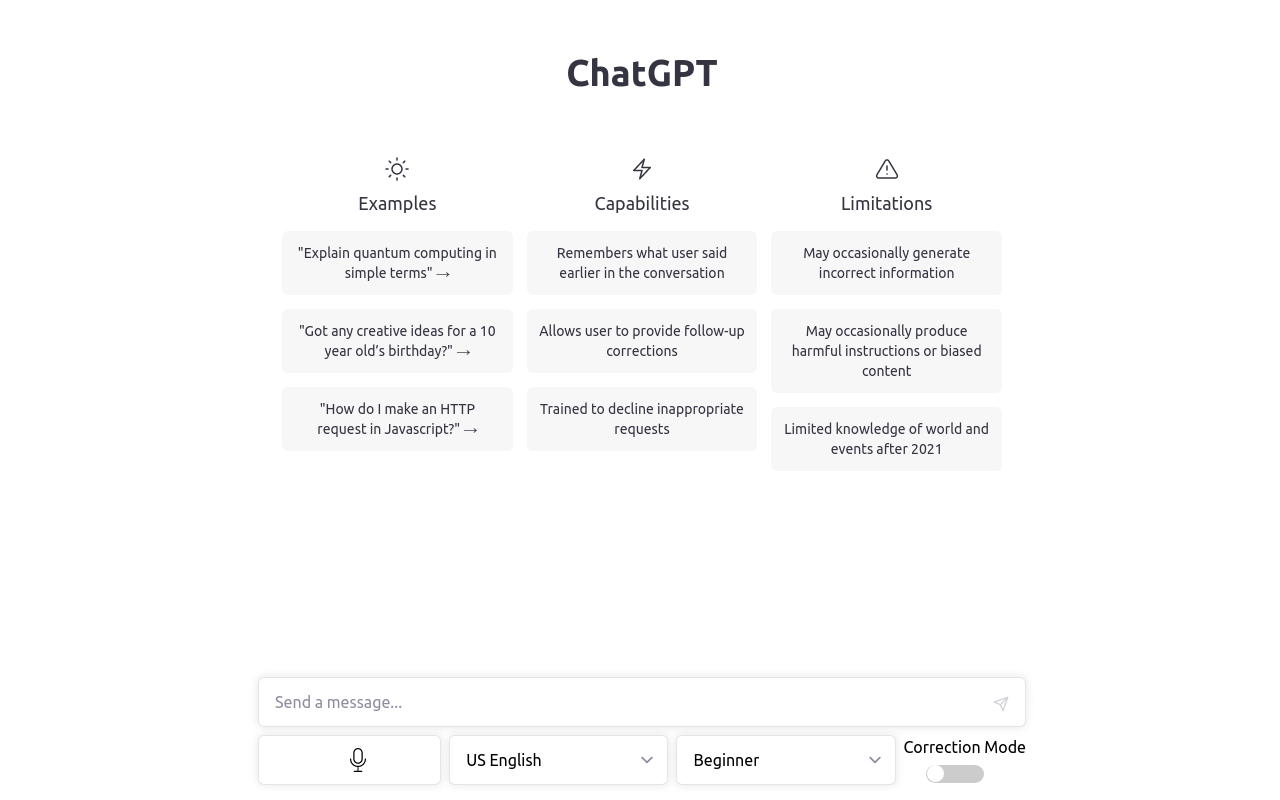 ChatGPT
Examples
"Explain quantum computing in
simple terms" →
"Got any creative ideas for a 10
year old’s birthday?" →
"How do I make an HTTP
request in Javascript?" →
Capabilities
Remembers what user said
earlier in the conversation
Allows user to provide follow-up
corrections
Trained to decline inappropriate
requests
Limitations
May occasionally generate
incorrect information
May occasionally produce
harmful instructions or biased
content
Limited knowledge of world and
events after 2021
Send a message...
US English
Beginner
Correction Mode